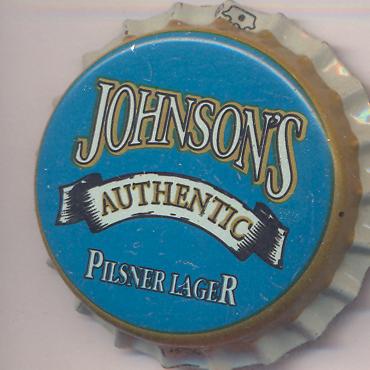 JOHNSON'S
AUTHENTIC
PILSNER LAGER